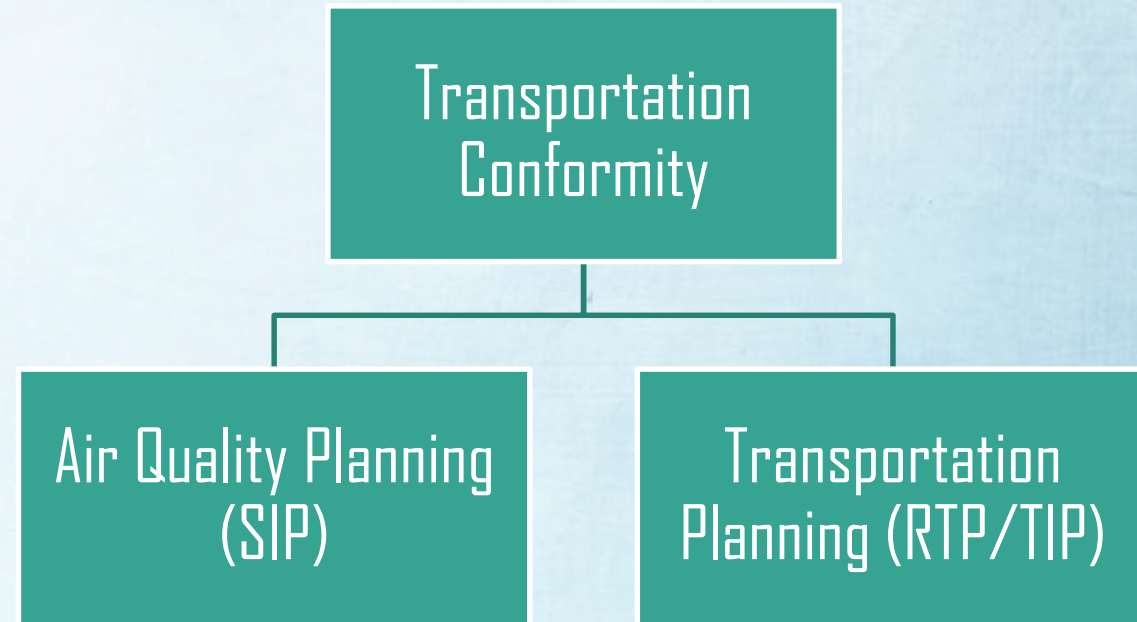 Transportation
Conformity
Air Quality Planning
(SIP)
Transportation
Planning (RTP/TIP)